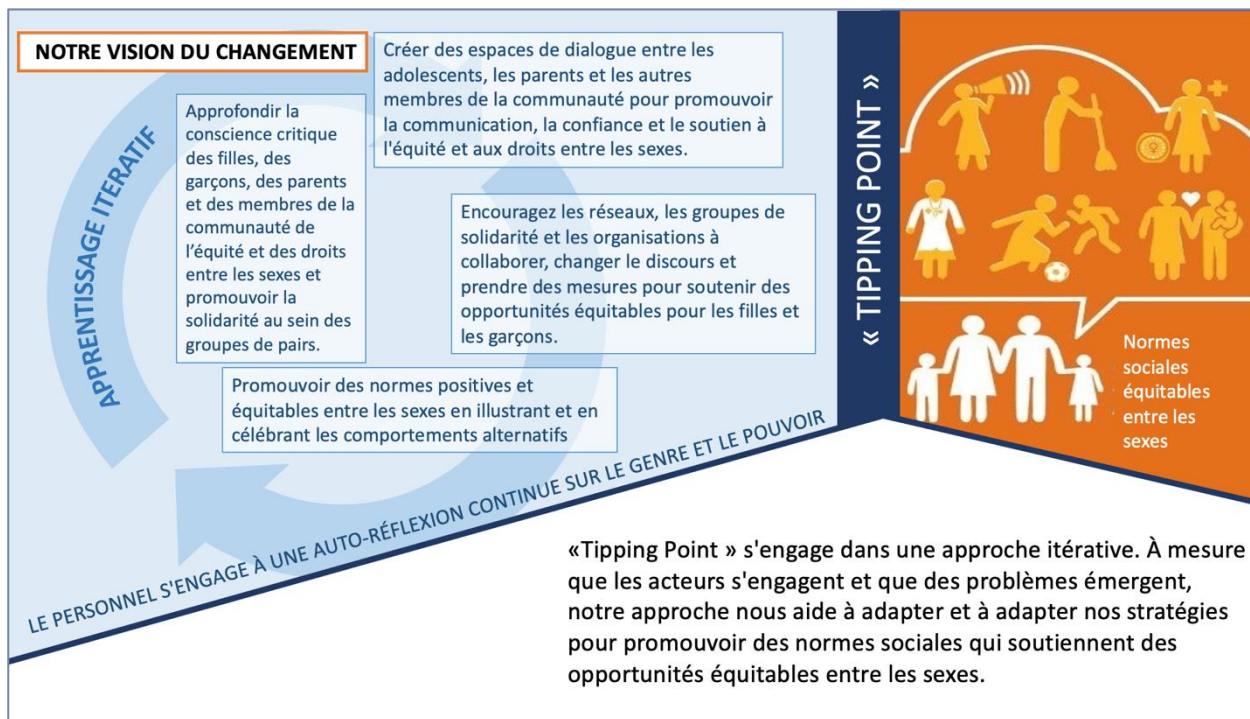 NOTRE VISION DU CHANGEMENT
Créer des espaces de dialogue entre les
adolescents, les parents et les autres
membres de la communauté pour promouvoir
la communication, la confiance et le soutien à
l'équité et aux droits entre les sexes.
APPRENTISSAGE ITERATIF
Approfondir la
conscience critique
des filles, des
garçons, des parents
et des membres de la
communauté de
l’équité et des droits
entre les sexes et
promouvoir la
solidarité au sein des
groupes de pairs.
Encouragez les réseaux, les groupes de
solidarité et les organisations à
collaborer, changer le discours et
prendre des mesures pour soutenir des
opportunités équitables pour les filles et
les garçons.
Promouvoir des normes positives et
équitables entre les sexes en illustrant et en
célébrant les comportements alternatifs
LE PERSONNEL S'ENGAGE À UNE AUTO-RÉFLEXION CONTINUE SUR LE GENRE ET LE POUVOIR
« TIPPING POINT »
Normes
sociales
équitables
entre les
sexes
«Tipping Point » s'engage dans une approche itérative. À mesure
que les acteurs s'engagent et que des problèmes émergent,
notre approche nous aide à adapter et à adapter nos stratégies
pour promouvoir des normes sociales qui soutiennent des
opportunités équitables entre les sexes.